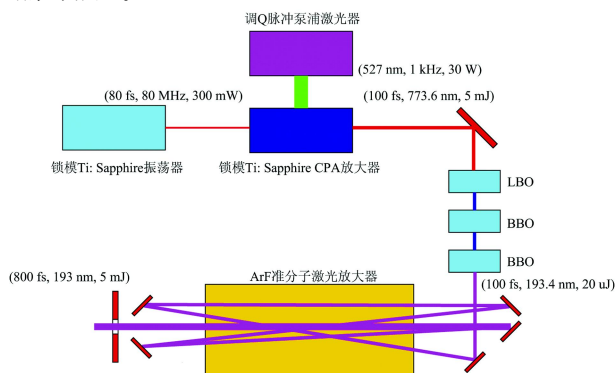 调Q脉冲泵浦激光器
(527 nm, 1 kHz, 30 W)
(80 fs, 80 MHz, 300 mW)
(100 fs, 773.6 nm, 5 mJ)
锁模Ti: Sapphire振荡器
锁模Ti: Sapphire CPA放大器
LBO
BBO
BBO
ArF准分子激光放大器
(800 fs, 193 nm, 5 mJ)
(100 fs, 193.4 nm, 20 uJ)